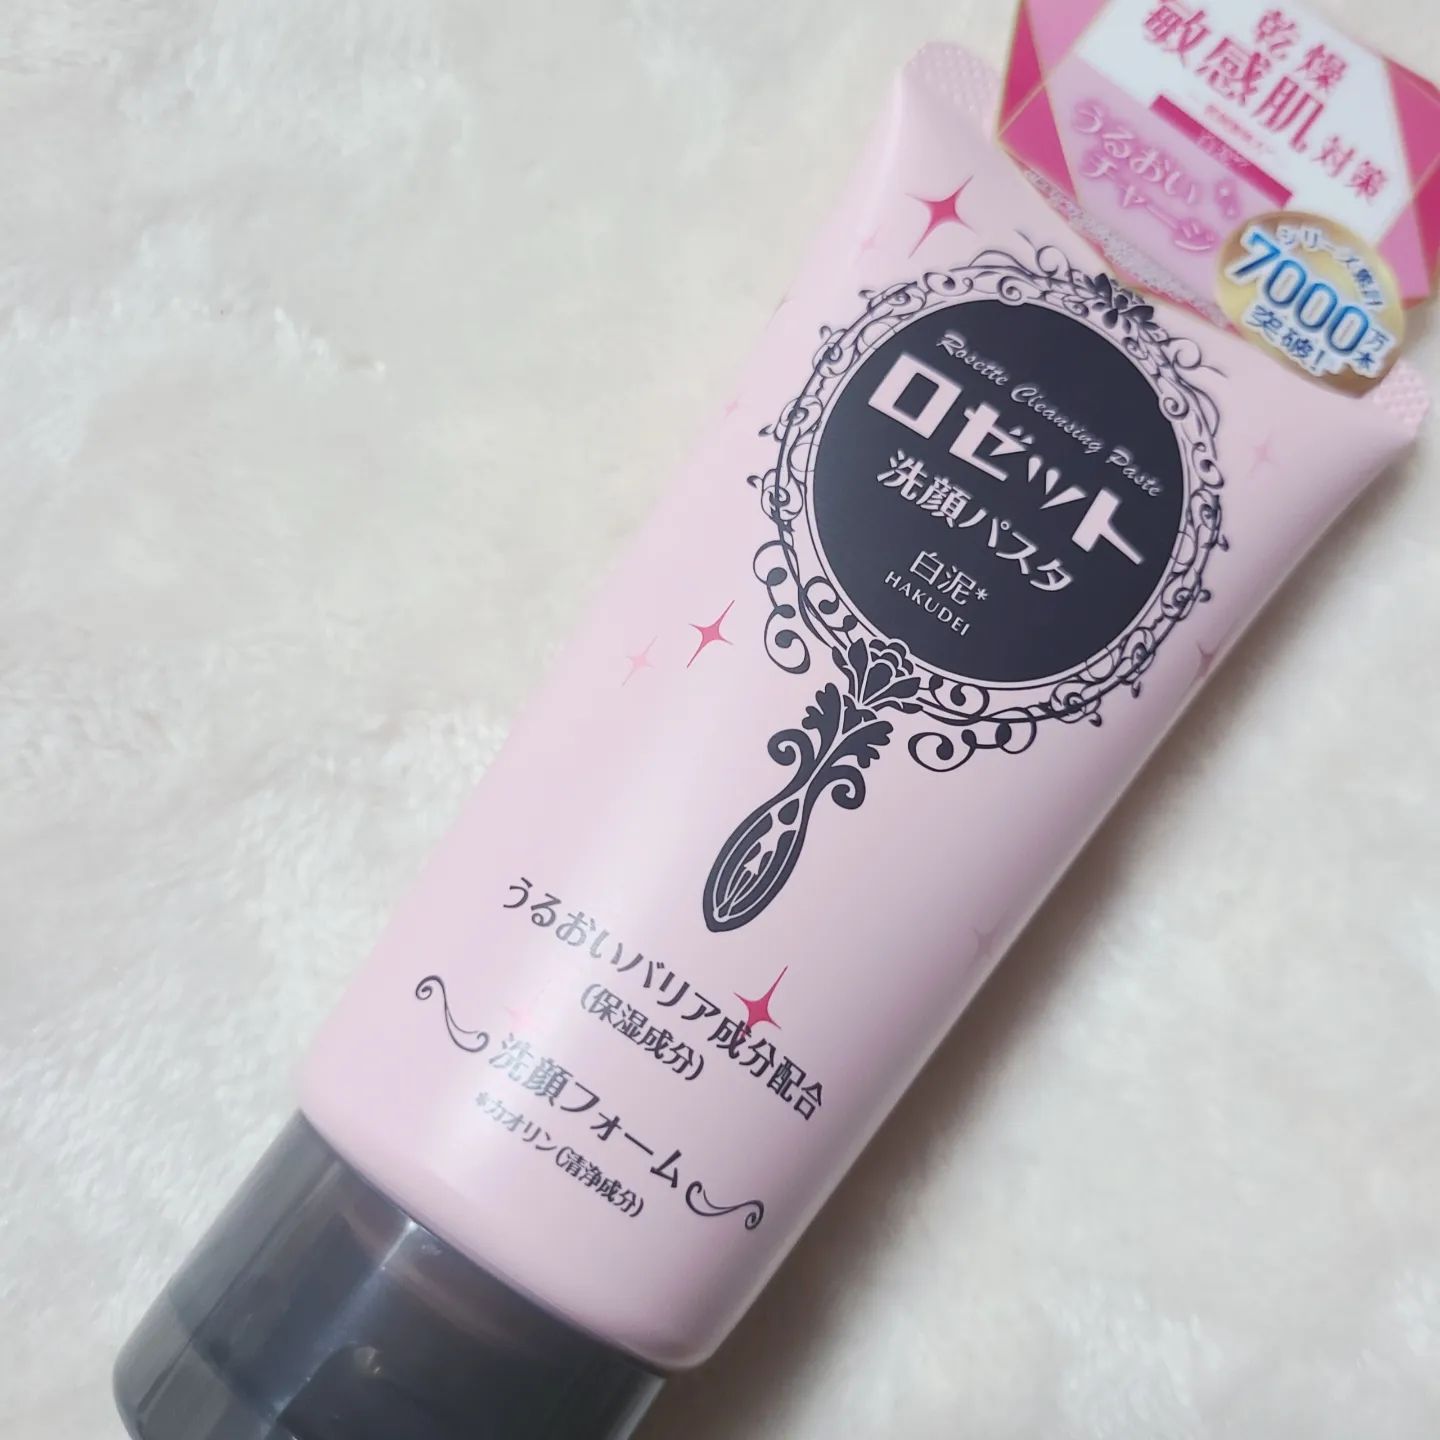 乾燥
敏感肌対策
うるおい
チャージ
シリーズ累計
7000万本
突破!
Rosette Cleansing Paste
ロゼット
洗顔パスタ
白泥*
HAKUDEI
うるおいバリア成分配合
(保湿成分)
洗顔フォーム
*カオリン(清浄成分)